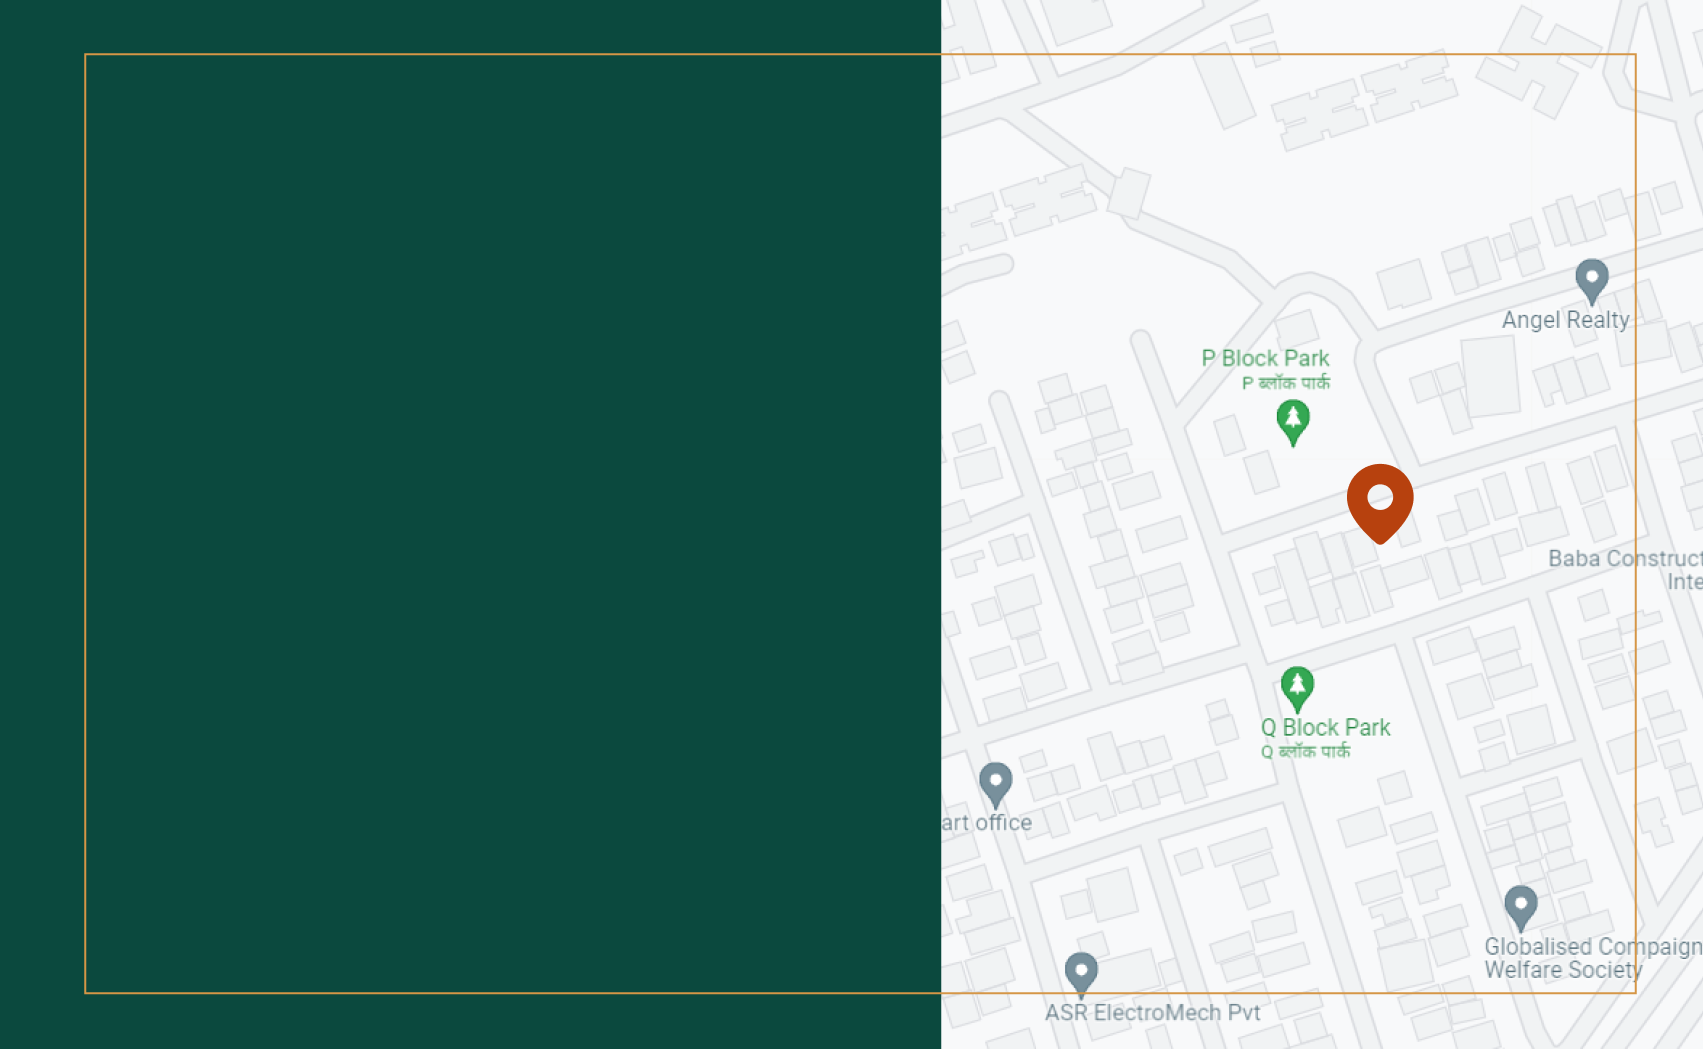 Angel Realty
P Block Park
P ब्लॉक पार्क
Baba Construct
Inte
Q Block Park
Q ब्लॉक पार्क
art office
Globalised Compaign
Welfare Society
ASR ElectroMech Pvt